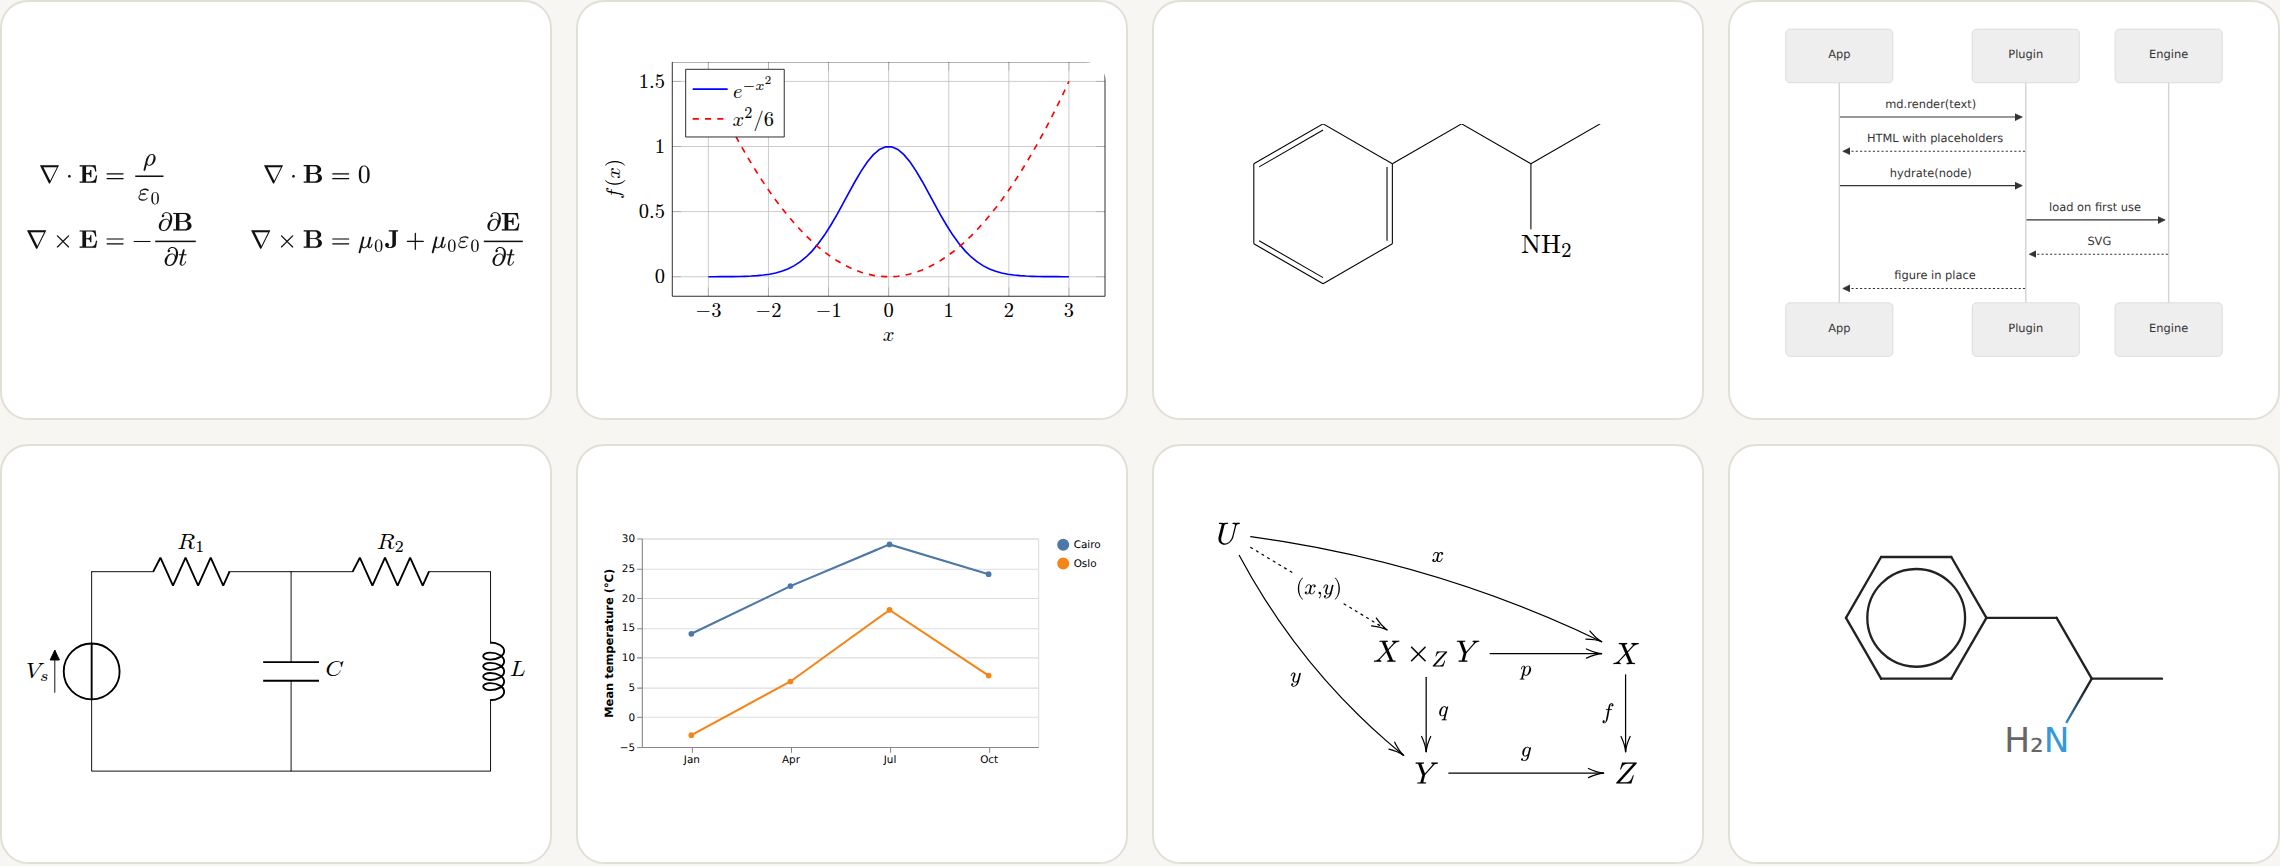 ∇ · E = ρ/ε₀    ∇ · B = 0
∇ × E = −∂B/∂t    ∇ × B = μ₀J + μ₀ε₀ ∂E/∂t
e^{−x²}
x²/6
1.5
1
0.5
0
f(x)
−3 −2 −1 0 1 2 3
x
NH₂
App Plugin Engine
md.render(text)
HTML with placeholders
hydrate(node)
load on first use
SVG
figure in place
App Plugin Engine
R₁ R₂
Vₛ C L
Mean temperature (°C)
30
25
20
15
10
5
0
−5
Jan Apr Jul Oct
Cairo
Oslo
U
x
(x,y)
X ×_Z Y
p
X
y
q
f
Y
g
Z
H₂N